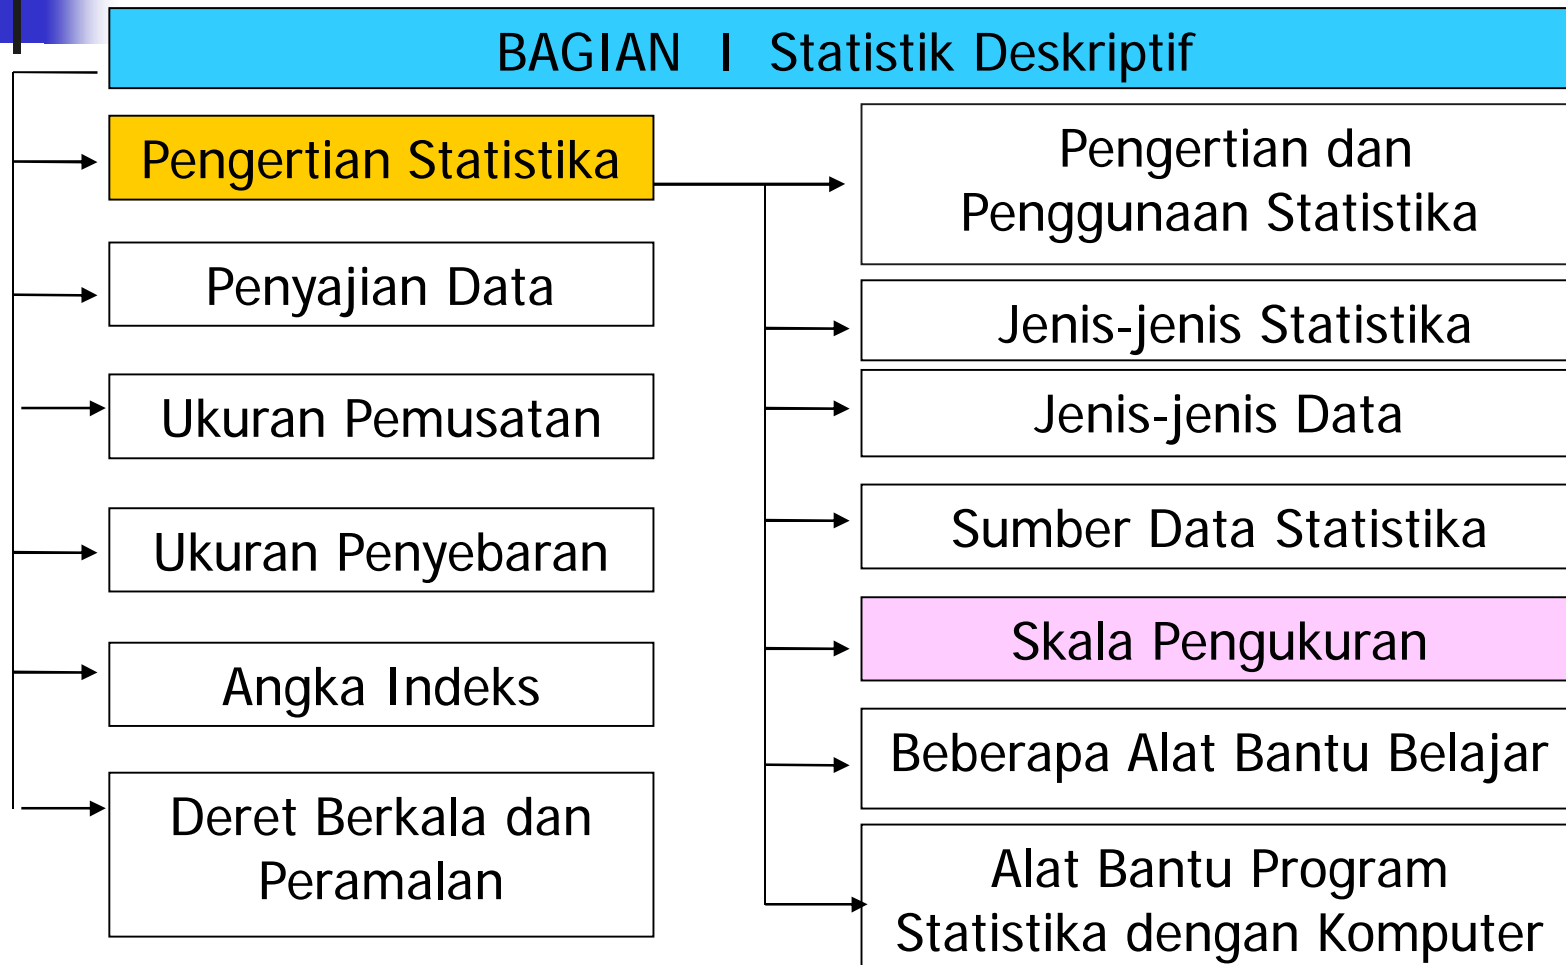 BAGIAN I Statistik Deskriptif
Pengertian Statistika
Penyajian Data
Ukuran Pemusatan
Ukuran Penyebaran
Angka Indeks
Deret Berkala dan
Peramalan
Pengertian dan
Penggunaan Statistika
Jenis-jenis Statistika
Jenis-jenis Data
Sumber Data Statistika
Skala Pengukuran
Beberapa Alat Bantu Belajar
Alat Bantu Program
Statistika dengan Komputer